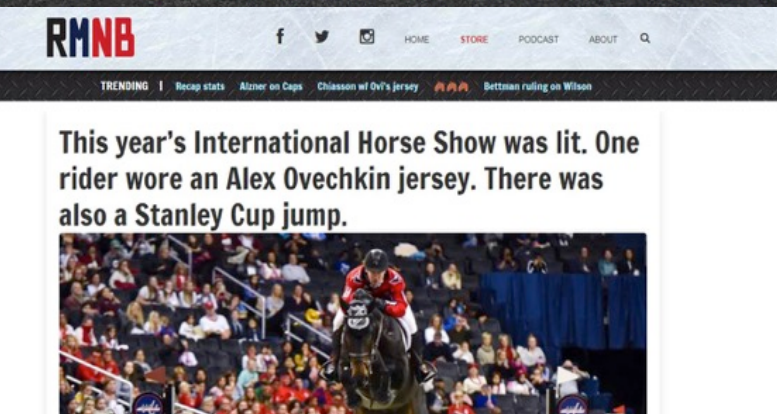 RMNB
HOME STORE PODCAST ABOUT
TRENDING | Recap stats Alzner on Caps Chiasson w/ Ovi's jersey Bettman ruling on Wilson
This year's International Horse Show was lit. One
rider wore an Alex Ovechkin jersey. There was
also a Stanley Cup jump.